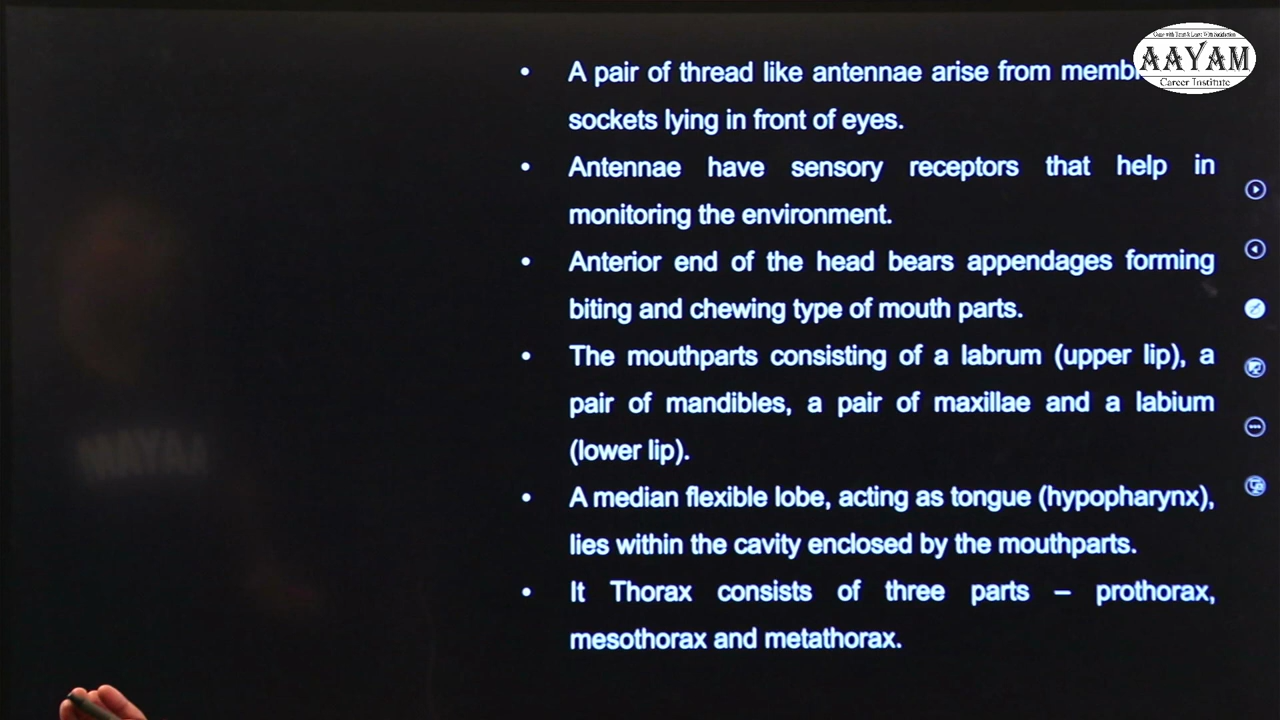 AAYAM
Career Institute
• A pair of thread like antennae arise from
sockets lying in front of eyes.
• Antennae have sensory receptors that help in
monitoring the environment.
• Anterior end of the head bears appendages forming
biting and chewing type of mouth parts.
• The mouthparts consisting of a labrum (upper lip), a
pair of mandibles, a pair of maxillae and a labium
(lower lip).
• A median flexible lobe, acting as tongue (hypopharynx),
lies within the cavity enclosed by the mouthparts.
• It Thorax consists of three parts – prothorax,
mesothorax and metathorax.